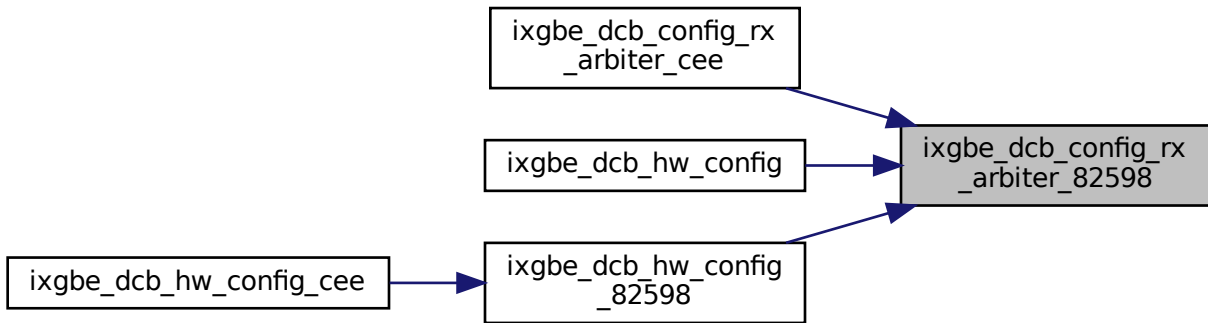 ixgbe_dcb_config_rx
_arbiter_cee
ixgbe_dcb_config_rx
_arbiter_82598
ixgbe_dcb_hw_config
ixgbe_dcb_hw_config
_82598
ixgbe_dcb_hw_config_cee